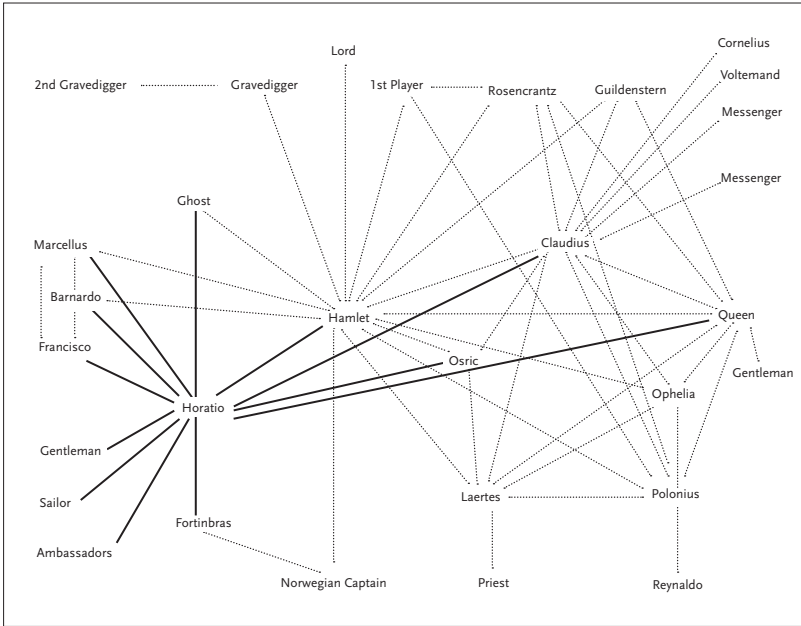 Cornelius
Lord
Voltemand
2nd Gravedigger
Gravedigger
1st Player
Rosencrantz
Guildenstern
Messenger
Messenger
Ghost
Marcellus
Claudius
Barnardo
Hamlet
Queen
Francisco
Osric
Gentleman
Ophelia
Horatio
Gentleman
Laertes
Polonius
Sailor
Fortinbras
Ambassadors
Norwegian Captain
Priest
Reynaldo